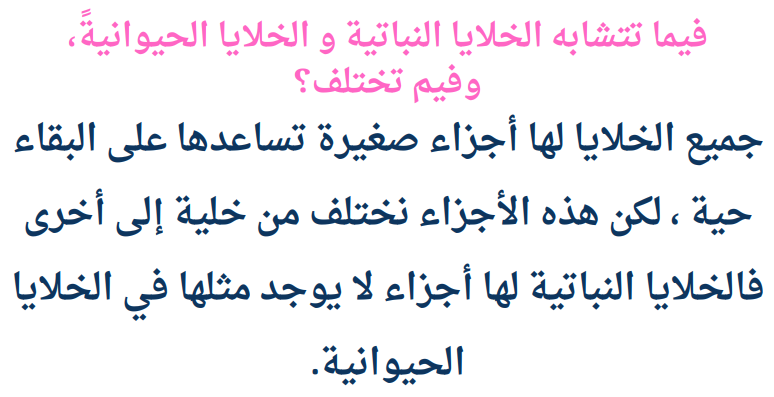 فيما تتشابه الخلايا النباتية و الخلايا الحيوانيةً،
وفيم تختلف؟
جميع الخلايا لها أجزاء صغيرة تساعدها على البقاء
حية ، لكن هذه الأجزاء نختلف من خلية إلى أخرى
فالخلايا النباتية لها أجزاء لا يوجد مثلها في الخلايا
الحيوانية.